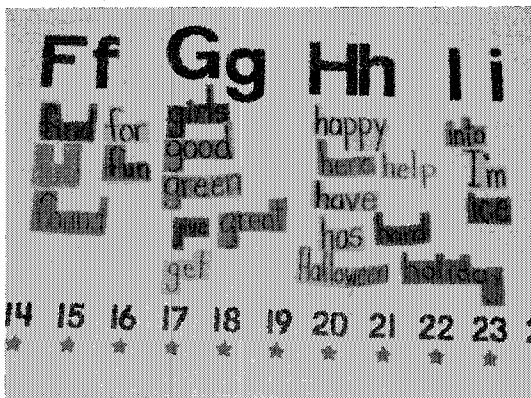 Ff Gg Hh Ii
find for girls happy into
fun good here help I'm
found green have ice
give great has hard
get Halloween holiday
14 15 16 17 18 19 20 21 22 23